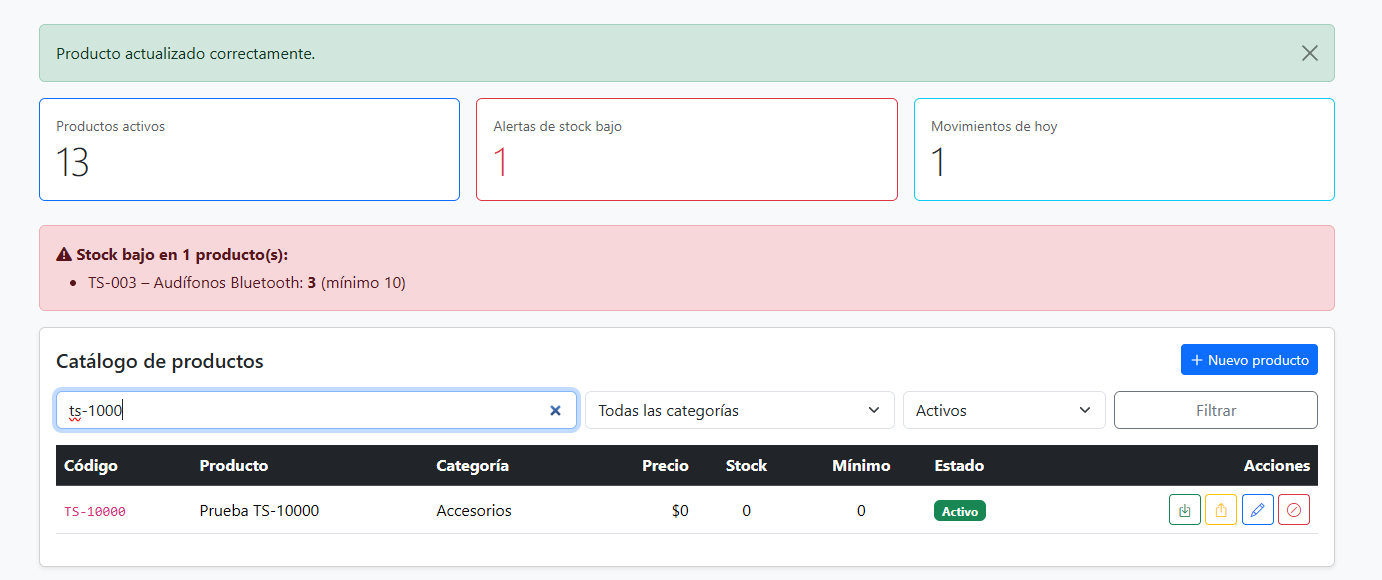 Producto actualizado correctamente.
Productos activos
13
Alertas de stock bajo
1
Movimientos de hoy
1
Stock bajo en 1 producto(s):
• TS-003 – Audífonos Bluetooth: 3 (mínimo 10)
Catálogo de productos
+ Nuevo producto
ts-1000 Todas las categorías Activos Filtrar
Código Producto Categoría Precio Stock Mínimo Estado Acciones
TS-10000 Prueba TS-10000 Accesorios $0 0 0 Activo